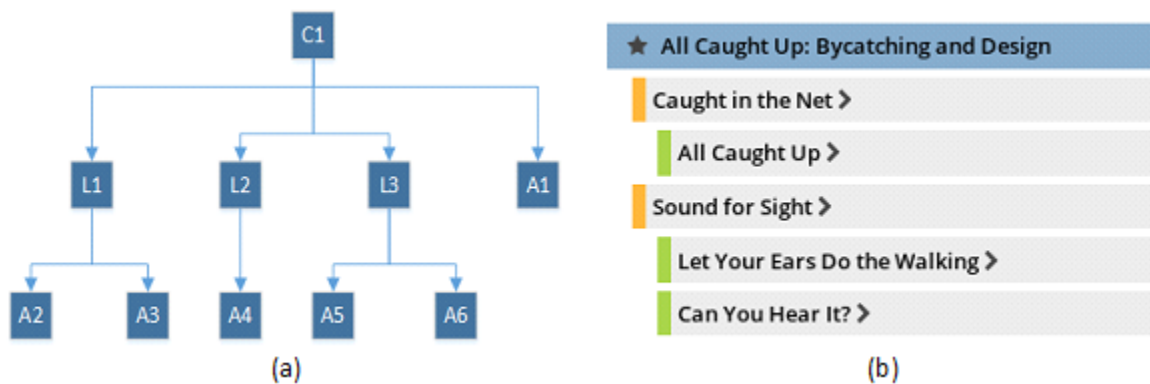 C1
L1
L2
L3
A1
A2
A3
A4
A5
A6
(a)
All Caught Up: Bycatching and Design
Caught in the Net
All Caught Up
Sound for Sight
Let Your Ears Do the Walking
Can You Hear It?
(b)